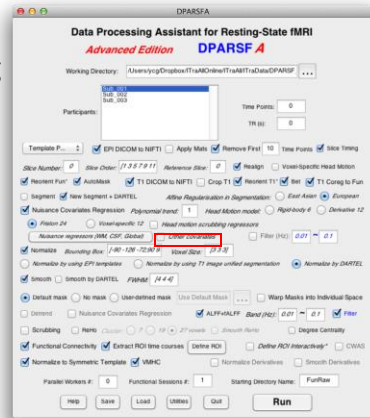 DPARSFA
Data Processing Assistant for Resting-State fMRI
Advanced Edition DPARSF A
Working Directory: /Users/ycg/Dropbox/ITraAllOnline/ITraAll/ITraData/DPARSF ...
Participants: Sub_001
Sub_002
Sub_003
Time Points: 0
TR (s): 0
Template P... EPI DICOM to NIFTI Apply Mats Remove First 10 Time Points Slice Timing
Slice Number: 0 Slice Order: [1 3 5 7 9 11 Reference Slice: 0 Realign Voxel-Specific Head Motion
Reorient Fun* AutoMask T1 DICOM to NIFTI Crop T1 Reorient T1* Bet T1 Coreg to Fun
Segment New Segment + DARTEL Affine Regularisation in Segmentation: East Asian European
Nuisance Covariates Regression Polynomial trend: 1 Head Motion model: Rigid-body 6 Derivative 12
Friston 24 Voxel-specific 12 Head motion scrubbing regressors
Nuisance regressors (WM, CSF, Global) Other covariates Filter (Hz): 0.01 ~ 0.1
Normalize Bounding Box: [-90 -126 -72;90 9 Voxel Size: [3 3 3]
Normalize by using EPI templates Normalize by using T1 image unified segmentation Normalize by DARTEL
Smooth Smooth by DARTEL FWHM: [4 4 4]
Default mask No mask User-defined mask Use Default Mask ... Warp Masks into Individual Space
Detrend Nuisance Covariates Regression ALFF+fALFF Band (Hz): 0.01 ~ 0.1 Filter
Scrubbing ReHo Cluster 7 19 27 voxels Smooth ReHo Degree Centrality
Functional Connectivity Extract ROI time courses Define ROI Define ROI Interactively* CWAS
Normalize to Symmetric Template VMHC Normalize Derivatives Smooth Derivatives
Parallel Workers #: 0 Functional Sessions #: 1 Starting Directory Name: FunRaw
Help Save Load Utilities Quit Run